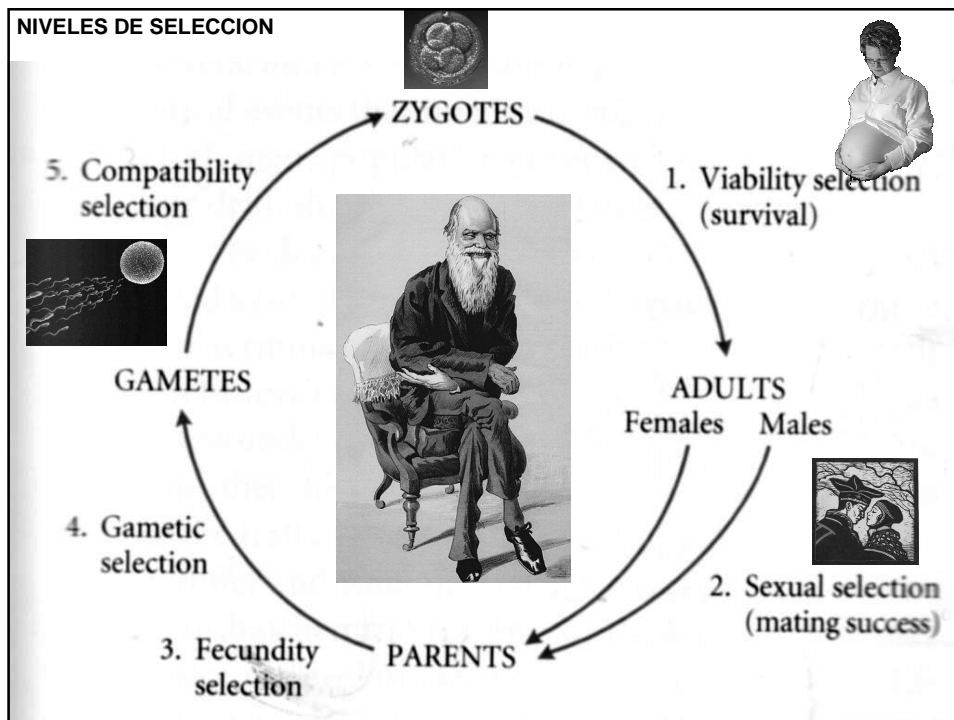 NIVELES DE SELECCION
ZYGOTES
5. Compatibility
selection
1. Viability selection
(survival)
GAMETES
ADULTS
Females Males
4. Gametic
selection
2. Sexual selection
(mating success)
3. Fecundity
selection
PARENTS